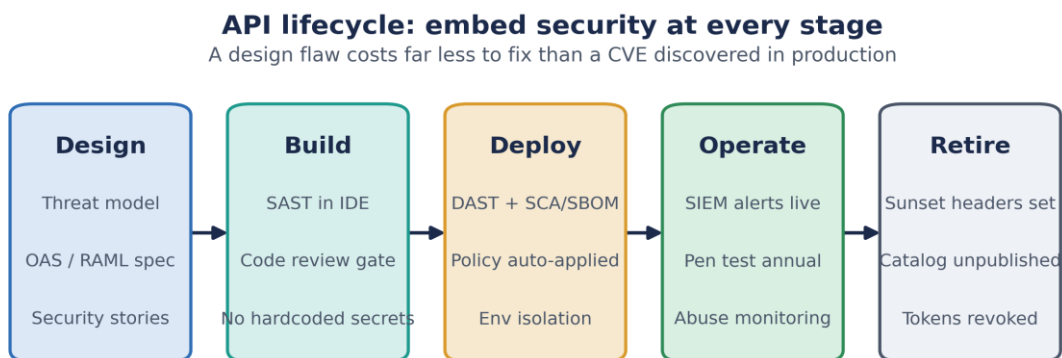 API lifecycle: embed security at every stage
A design flaw costs far less to fix than a CVE discovered in production
Design
Threat model
OAS / RAML spec
Security stories
Build
SAST in IDE
Code review gate
No hardcoded secrets
Deploy
DAST + SCA/SBOM
Policy auto-applied
Env isolation
Operate
SIEM alerts live
Pen test annual
Abuse monitoring
Retire
Sunset headers set
Catalog unpublished
Tokens revoked